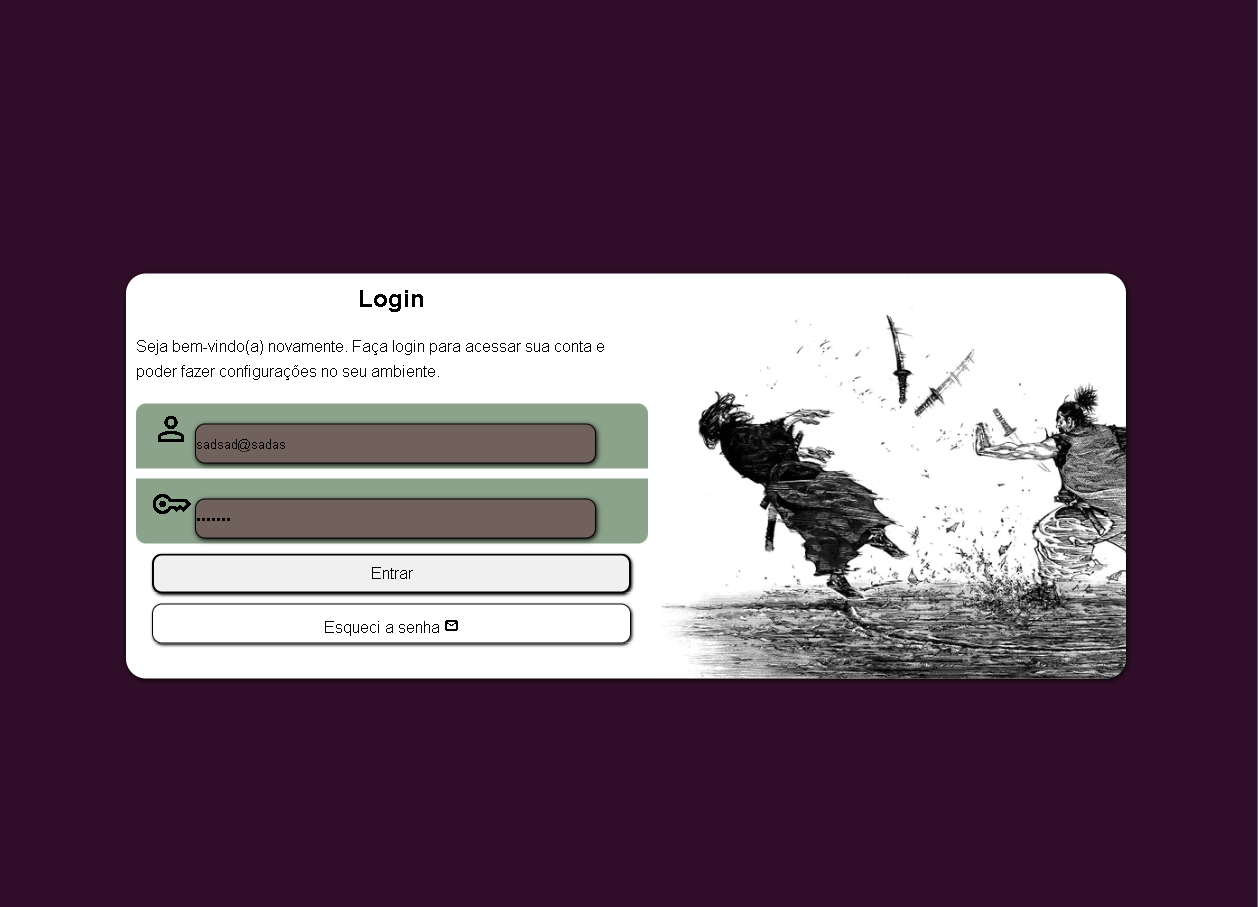 Login
Seja bem-vindo(a) novamente. Faça login para acessar sua conta e
poder fazer configurações no seu ambiente.
sadsad@sadas
•••••••
Entrar
Esqueci a senha